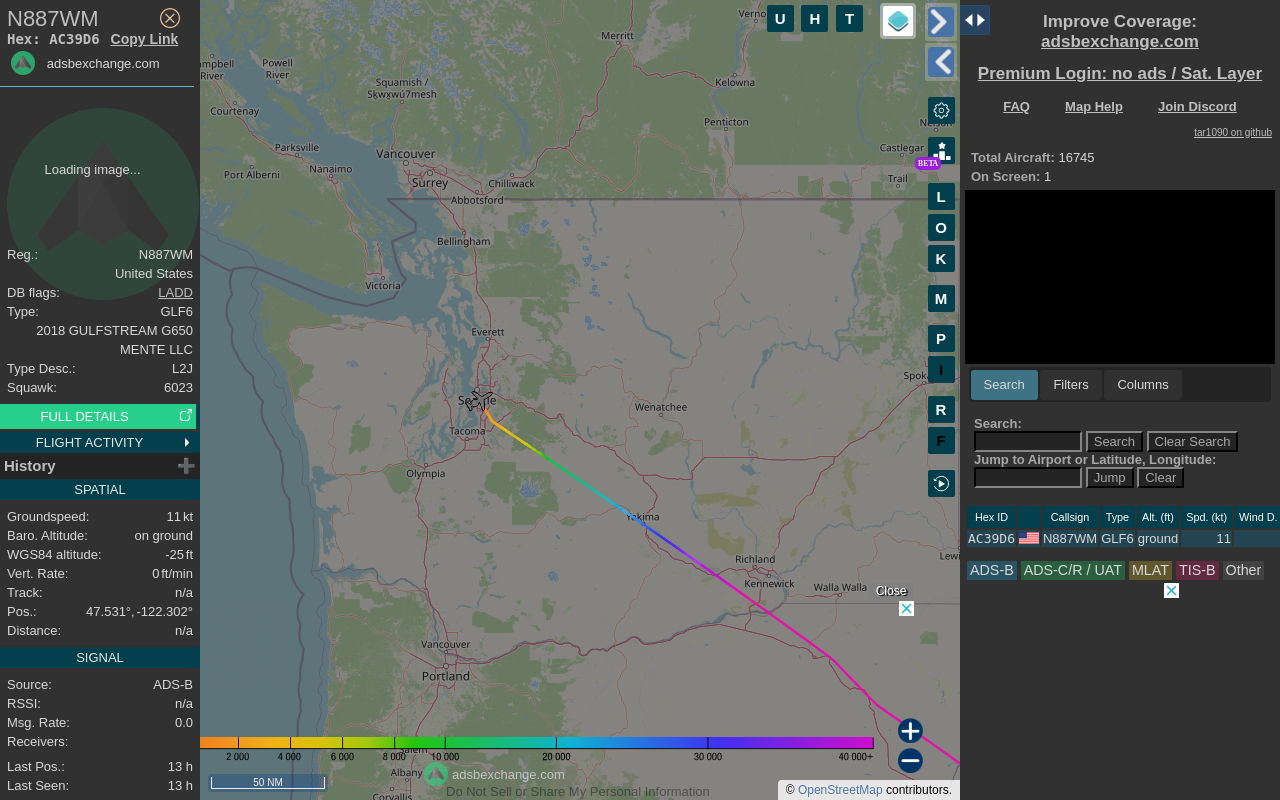 N887WM
Hex: AC39D6 Copy Link
adsbexchange.com
Loading image...
Reg.: N887WM
United States
DB flags: LADD
Type: GLF6
2018 GULFSTREAM G650
MENTE LLC
Type Desc.: L2J
Squawk: 6023
FULL DETAILS
FLIGHT ACTIVITY
History
SPATIAL
Groundspeed: 11 kt
Baro. Altitude: on ground
WGS84 altitude: -25 ft
Vert. Rate: 0 ft/min
Track: n/a
Pos.: 47.531°, -122.302°
Distance: n/a
SIGNAL
Source: ADS-B
RSSI: n/a
Msg. Rate: 0.0
Receivers:
Last Pos.: 13 h
Last Seen: 13 h
U H T
L
O
K
M
P
I
R
F
BETA
Merritt
Powell
River
River
Squamish /
Sḵwx̱wú7mesh
Kelowna
Courtenay
Penticton
Parksville
Vancouver
Castlegar
Nanaimo
Port Alberni
Surrey
Chilliwack
Trail
Abbotsford
Bellingham
Victoria
Everett
Wenatchee
Tacoma
Olympia
Yakima
Richland
Kennewick
Walla Walla
Close
Vancouver
Portland
Albany
Corvallis
2 000 4 000 6 000 8 000 10 000 20 000 30 000 40 000+
50 NM
adsbexchange.com
Do Not Sell or Share My Personal Information
© OpenStreetMap contributors.
Improve Coverage:
adsbexchange.com
Premium Login: no ads / Sat. Layer
FAQ Map Help Join Discord
tar1090 on github
Total Aircraft: 16745
On Screen: 1
Search Filters Columns
Search:
Search Clear Search
Jump to Airport or Latitude, Longitude:
Jump Clear
Hex ID Callsign Type Alt. (ft) Spd. (kt) Wind D.
AC39D6 N887WM GLF6 ground 11
ADS-B ADS-C/R / UAT MLAT TIS-B Other